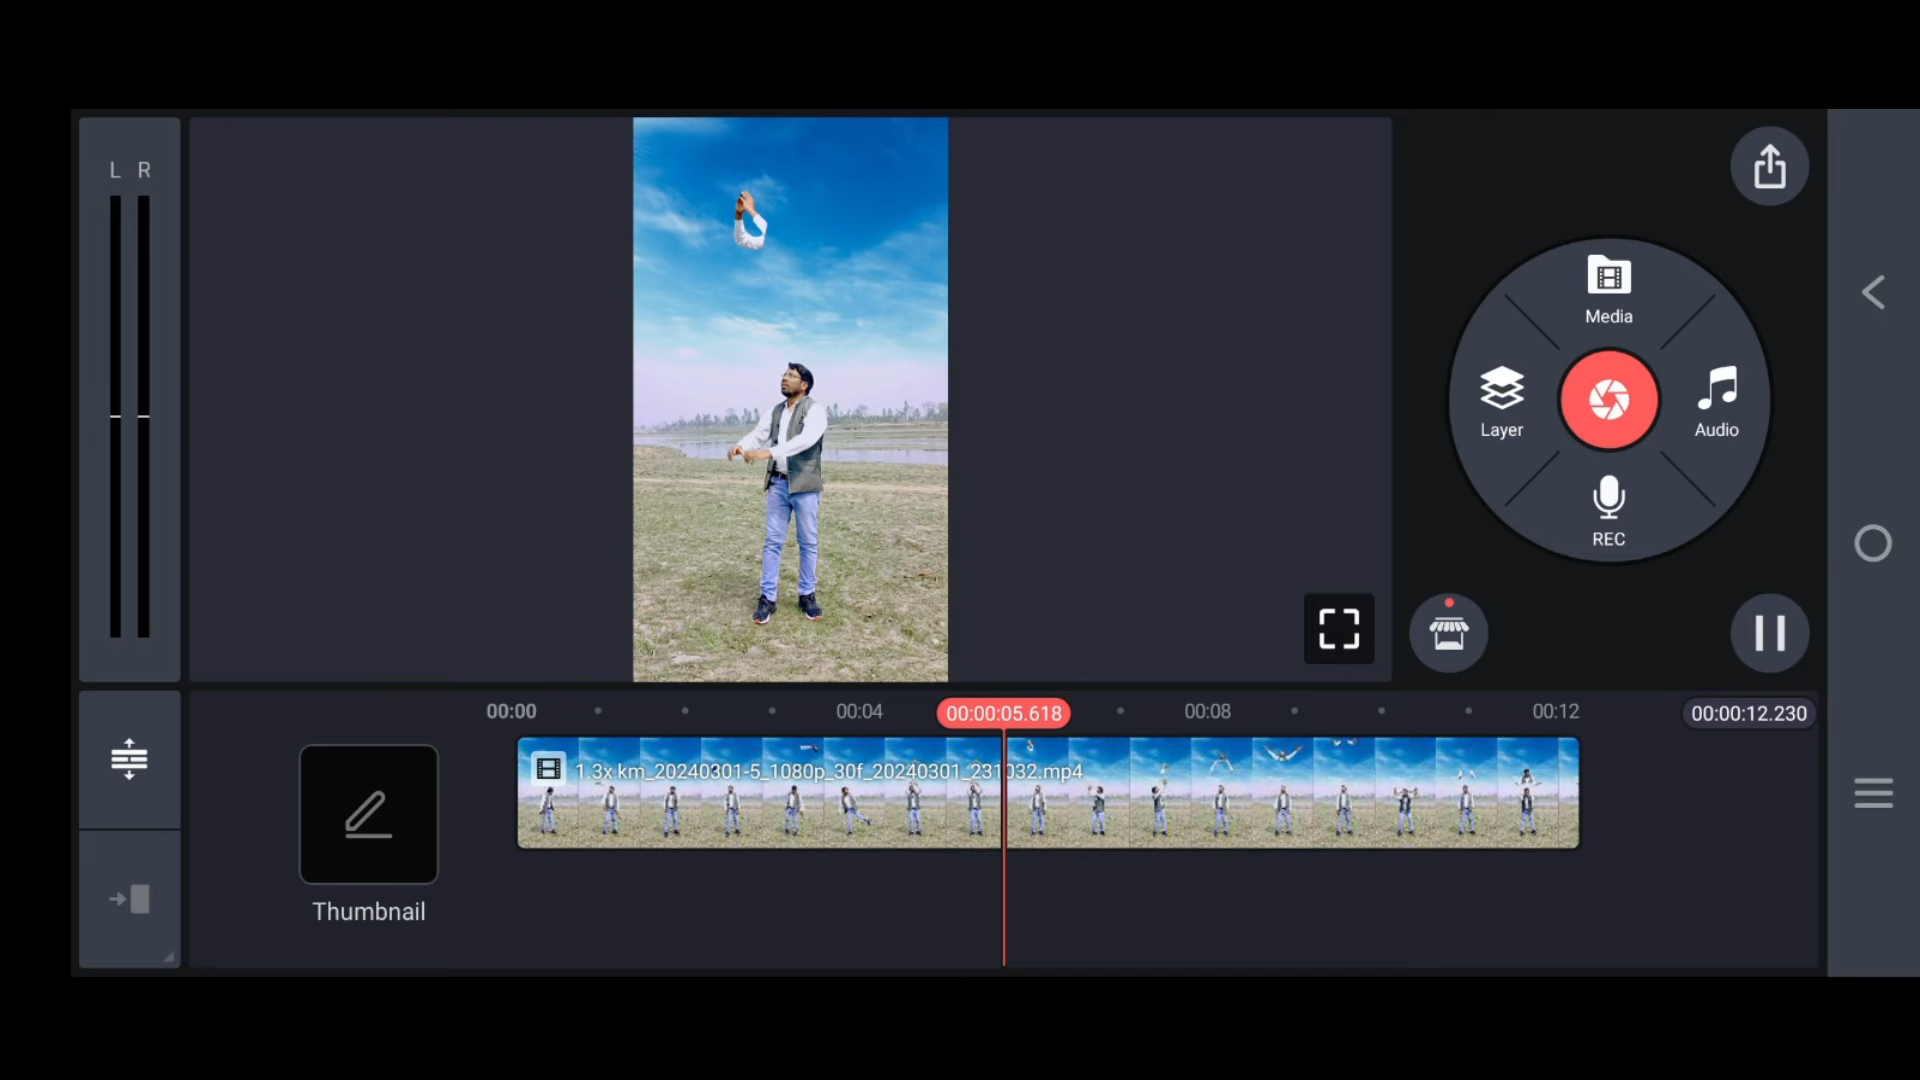 L R
Media
Layer
Audio
REC
00:00
00:04
00:00:05.618
00:08
00:12
00:00:12.230
1.3x km_20240301-5_1080p_30f_20240301_231032.mp4
Thumbnail